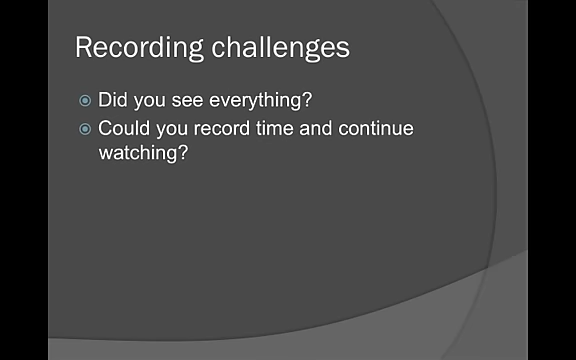 Recording challenges
Did you see everything?
Could you record time and continue
watching?